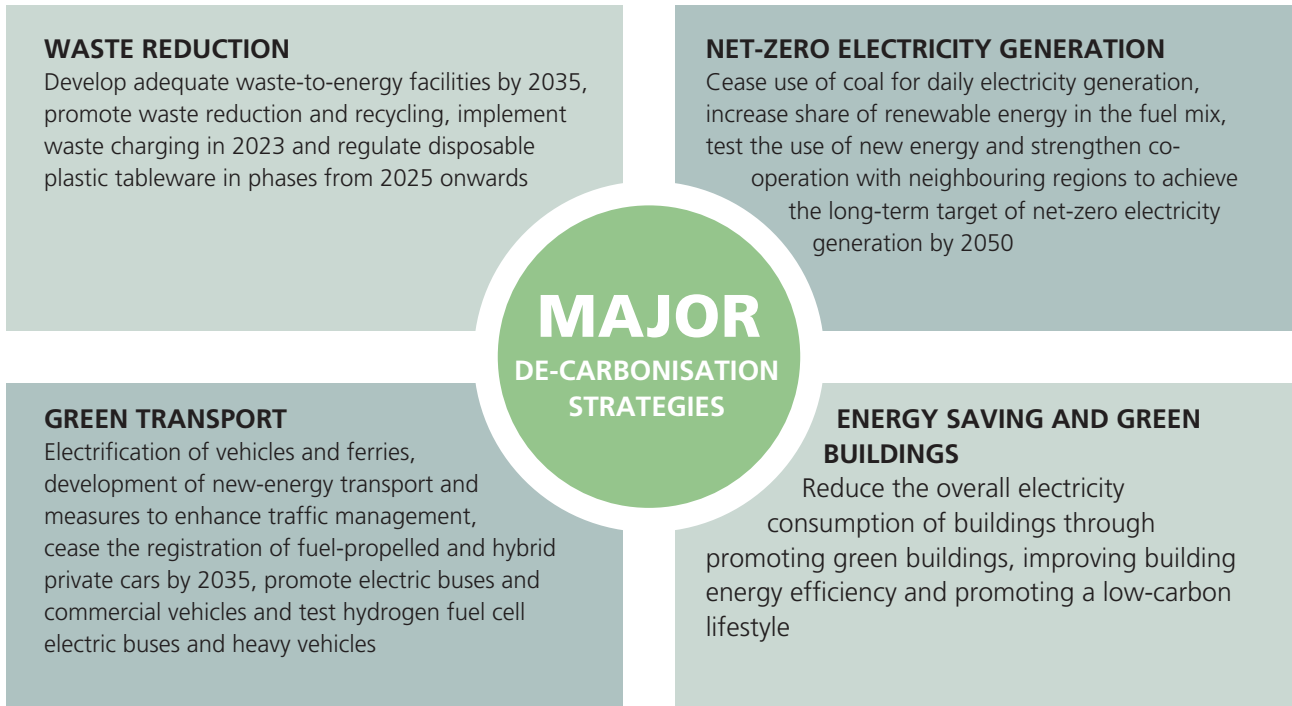 WASTE REDUCTION
Develop adequate waste-to-energy facilities by 2035,
promote waste reduction and recycling, implement
waste charging in 2023 and regulate disposable
plastic tableware in phases from 2025 onwards
NET-ZERO ELECTRICITY GENERATION
Cease use of coal for daily electricity generation,
increase share of renewable energy in the fuel mix,
test the use of new energy and strengthen co-
operation with neighbouring regions to achieve
the long-term target of net-zero electricity
generation by 2050
MAJOR
DE-CARBONISATION
STRATEGIES
GREEN TRANSPORT
Electrification of vehicles and ferries,
development of new-energy transport and
measures to enhance traffic management,
cease the registration of fuel-propelled and hybrid
private cars by 2035, promote electric buses and
commercial vehicles and test hydrogen fuel cell
electric buses and heavy vehicles
ENERGY SAVING AND GREEN
BUILDINGS
Reduce the overall electricity
consumption of buildings through
promoting green buildings, improving building
energy efficiency and promoting a low-carbon
lifestyle